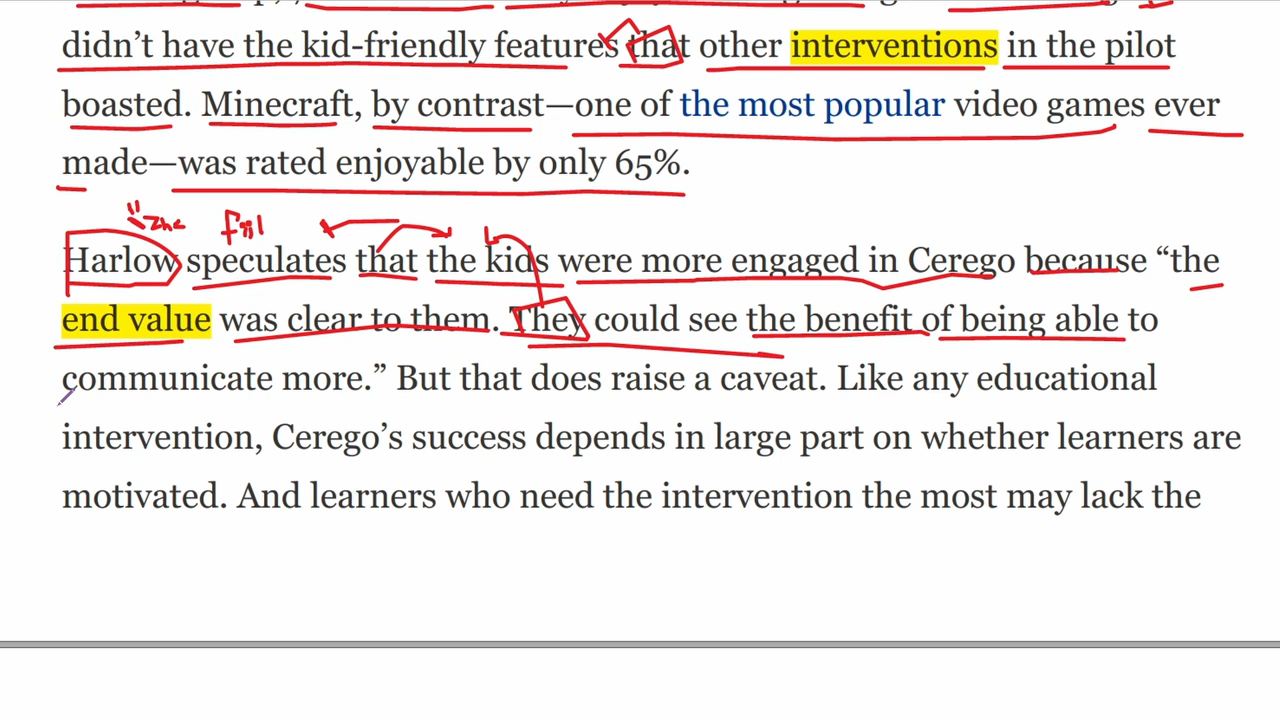 didn’t have the kid-friendly features that other interventions in the pilot
boasted. Minecraft, by contrast—one of the most popular video games ever
made—was rated enjoyable by only 65%.
fiil
Harlow speculates that the kids were more engaged in Cerego because “the
end value was clear to them. They could see the benefit of being able to
communicate more.” But that does raise a caveat. Like any educational
intervention, Cerego’s success depends in large part on whether learners are
motivated. And learners who need the intervention the most may lack the